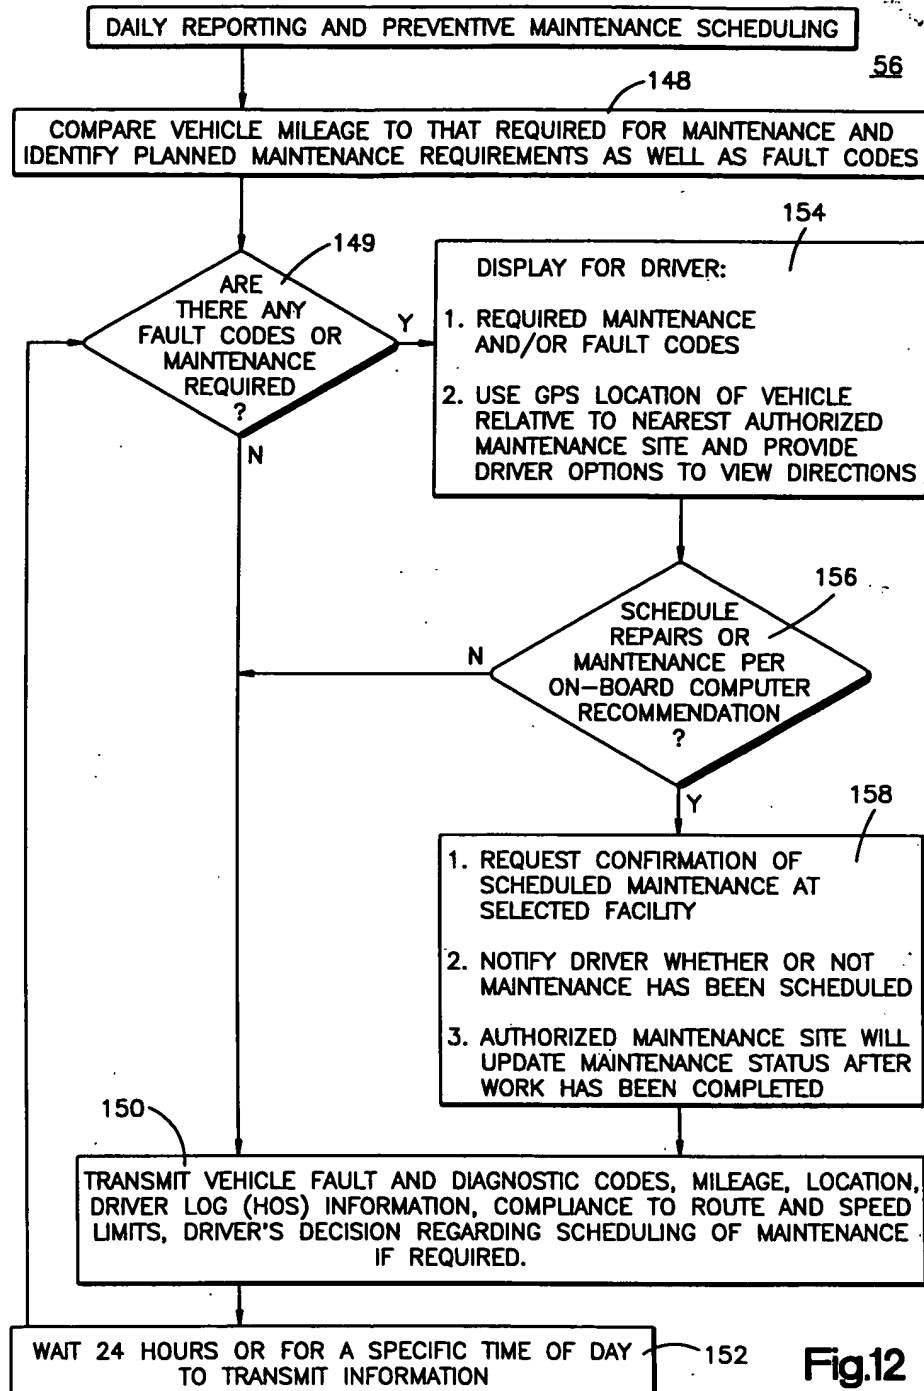 DAILY REPORTING AND PREVENTIVE MAINTENANCE SCHEDULING
56
148
COMPARE VEHICLE MILEAGE TO THAT REQUIRED FOR MAINTENANCE AND
IDENTIFY PLANNED MAINTENANCE REQUIREMENTS AS WELL AS FAULT CODES
149
ARE
THERE ANY
FAULT CODES OR
MAINTENANCE
REQUIRED
?
Y
N
154
DISPLAY FOR DRIVER:
1. REQUIRED MAINTENANCE
AND/OR FAULT CODES
2. USE GPS LOCATION OF VEHICLE
RELATIVE TO NEAREST AUTHORIZED
MAINTENANCE SITE AND PROVIDE
DRIVER OPTIONS TO VIEW DIRECTIONS
156
SCHEDULE
REPAIRS OR
MAINTENANCE PER
ON-BOARD COMPUTER
RECOMMENDATION
?
N
Y
158
1. REQUEST CONFIRMATION OF
SCHEDULED MAINTENANCE AT
SELECTED FACILITY
2. NOTIFY DRIVER WHETHER OR NOT
MAINTENANCE HAS BEEN SCHEDULED
3. AUTHORIZED MAINTENANCE SITE WILL
UPDATE MAINTENANCE STATUS AFTER
WORK HAS BEEN COMPLETED
150
TRANSMIT VEHICLE FAULT AND DIAGNOSTIC CODES, MILEAGE, LOCATION,
DRIVER LOG (HOS) INFORMATION, COMPLIANCE TO ROUTE AND SPEED
LIMITS, DRIVER'S DECISION REGARDING SCHEDULING OF MAINTENANCE
IF REQUIRED.
WAIT 24 HOURS OR FOR A SPECIFIC TIME OF DAY
TO TRANSMIT INFORMATION
152
Fig.12